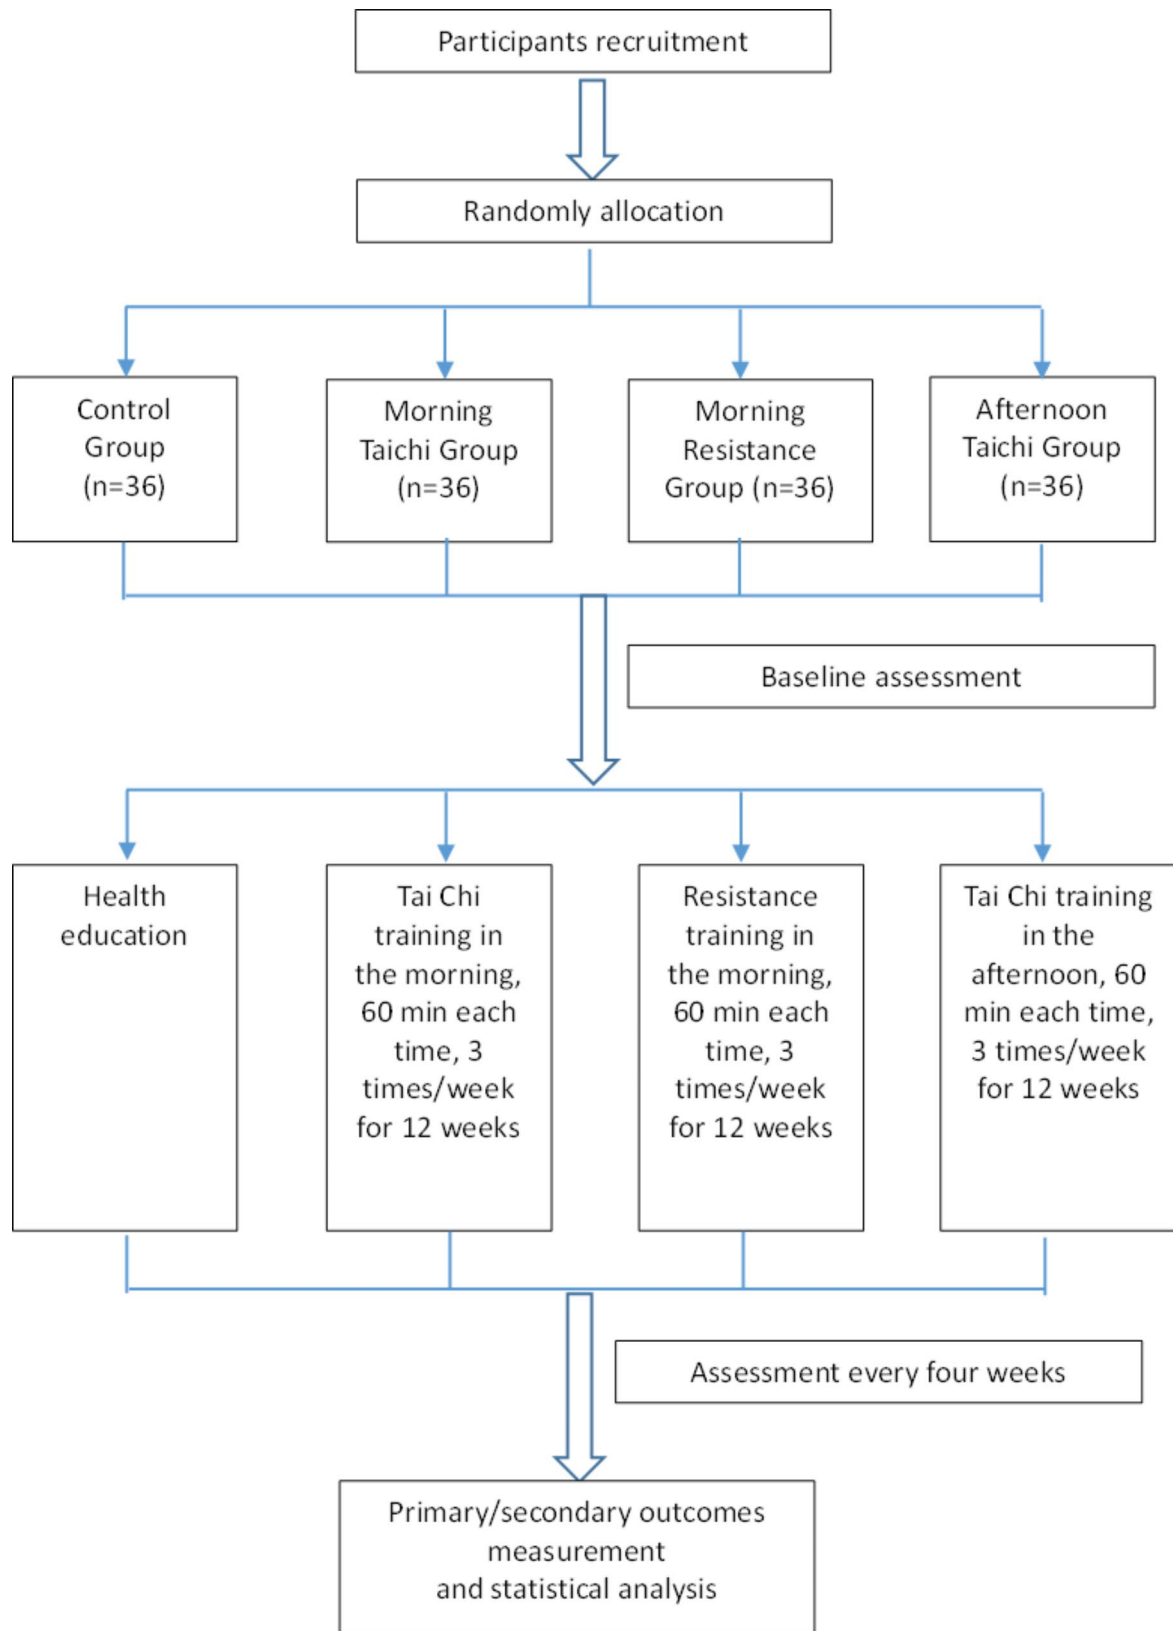 Participants recruitment
Randomly allocation
Control
Group
(n=36)
Morning
Taichi Group
(n=36)
Morning
Resistance
Group (n=36)
Afternoon
Taichi Group
(n=36)
Baseline assessment
Health
education
Tai Chi
training in
the morning,
60 min each
time, 3
times/week
for 12 weeks
Resistance
training in
the morning,
60 min each
time, 3
times/week
for 12 weeks
Tai Chi training
in the
afternoon, 60
min each time,
3 times/week
for 12 weeks
Assessment every four weeks
Primary/secondary outcomes
measurement
and statistical analysis